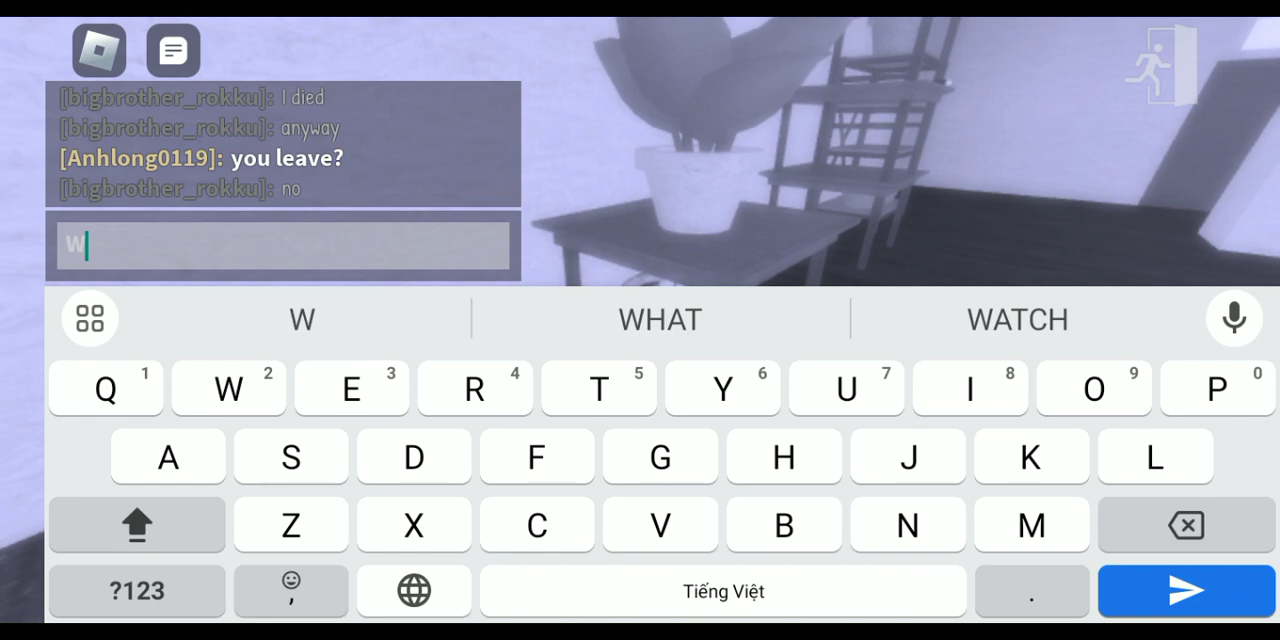 [bigbrother_rokku]: I died
[bigbrother_rokku]: anyway
[Anhlong0119]: you leave?
[bigbrother_rokku]: no
W
W WHAT WATCH
Q 1 W 2 E 3 R 4 T 5 Y 6 U 7 I 8 O 9 P 0
A S D F G H J K L
Z X C V B N M
?123 , Tiếng Việt .